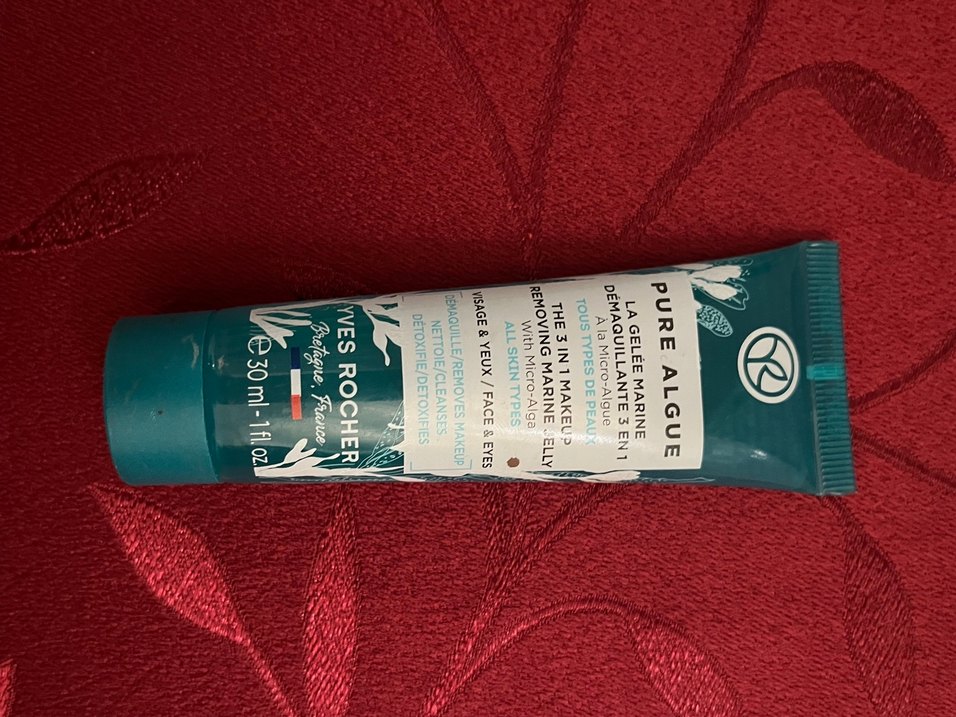 PURE ALGUE
LA GELÉE MARINE
DÉMAQUILLANTE 3 EN 1
À la Micro-Algue
TOUS TYPES DE PEAUX
THE 3 IN 1 MAKEUP
REMOVING MARINE JELLY
With Micro-Alga
ALL SKIN TYPES
VISAGE & YEUX / FACE & EYES
DÉMAQUILLE/REMOVES MAKEUP
NETTOIE/CLEANSES
DÉTOXIFIE/DETOXIFIES
YVES ROCHER
Bretagne, France
℮ 30 ml - 1 fl. oz.